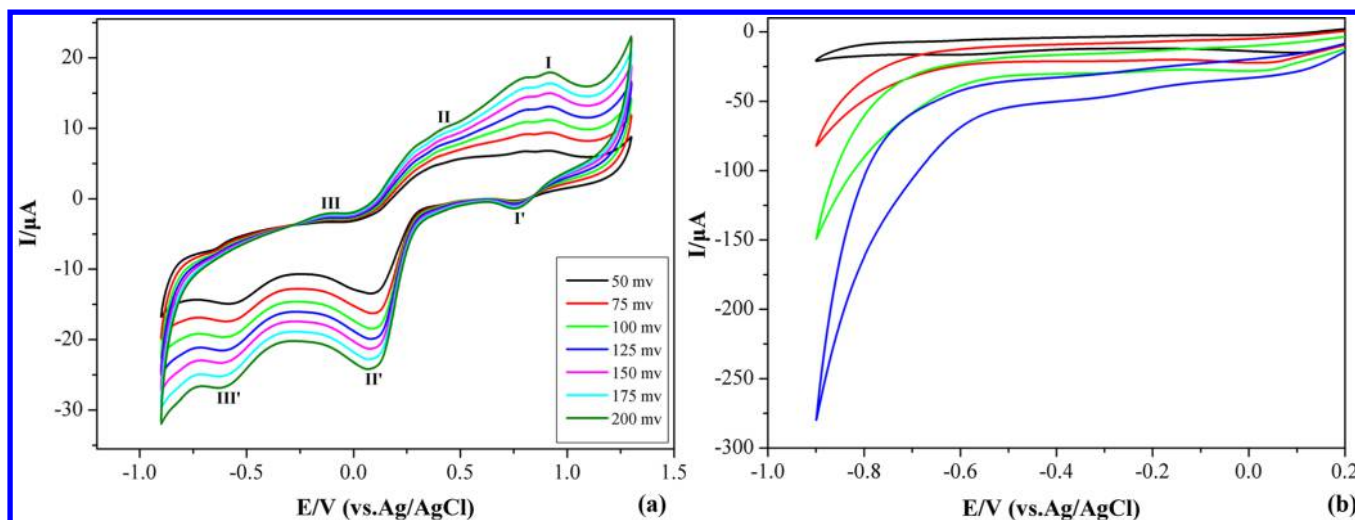 20
10
0
-10
-20
-30
I/μA
I
II
III
I'
II'
III'
50 mv
75 mv
100 mv
125 mv
150 mv
175 mv
200 mv
-1.0 -0.5 0.0 0.5 1.0 1.5
E/V (vs.Ag/AgCl)
(a)
0
-50
-100
-150
-200
-250
-300
I/μA
-1.0 -0.8 -0.6 -0.4 -0.2 0.0 0.2
E/V (vs.Ag/AgCl)
(b)